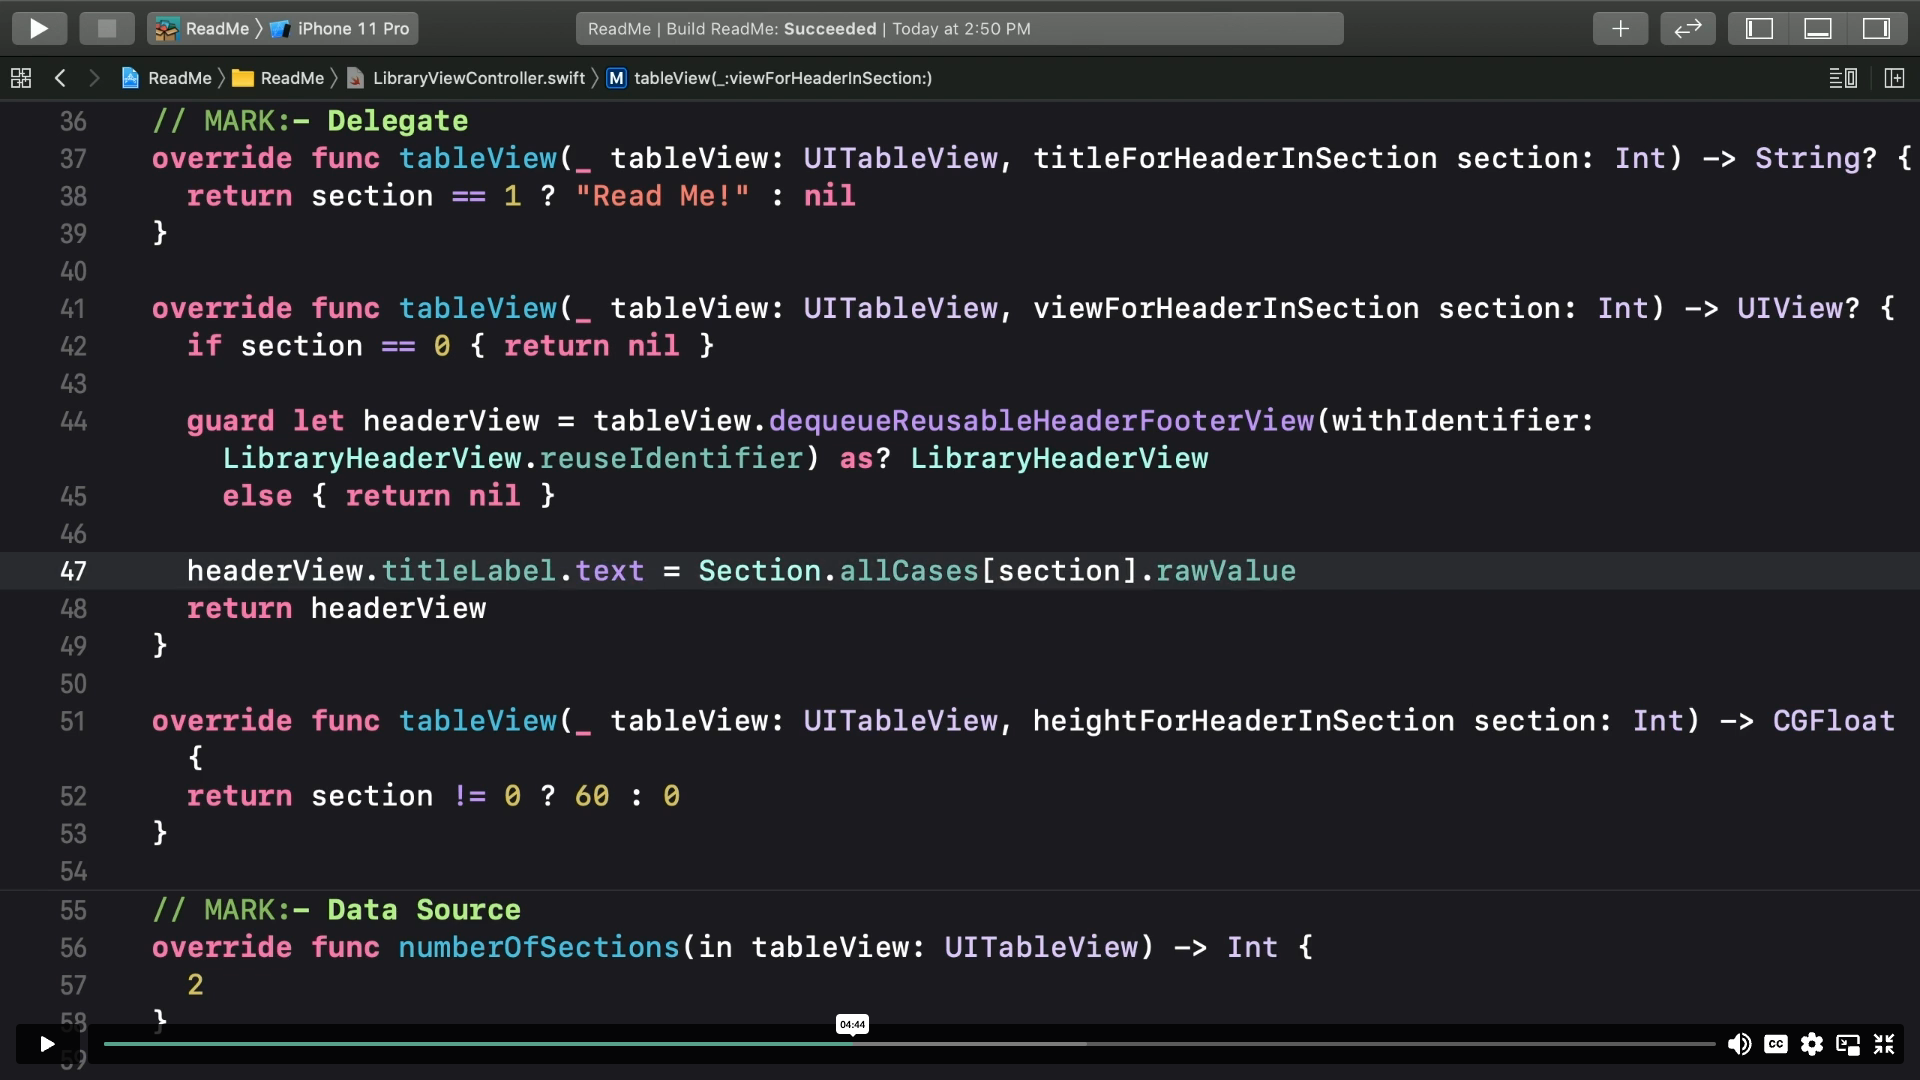 ReadMe 〉 iPhone 11 Pro
ReadMe | Build ReadMe: Succeeded | Today at 2:50 PM
ReadMe 〉 ReadMe 〉 LibraryViewController.swift 〉 M tableView(_:viewForHeaderInSection:)
36 // MARK:- Delegate
37 override func tableView(_ tableView: UITableView, titleForHeaderInSection section: Int) -> String? {
38 return section == 1 ? "Read Me!" : nil
39 }
40
41 override func tableView(_ tableView: UITableView, viewForHeaderInSection section: Int) -> UIView? {
42 if section == 0 { return nil }
43
44 guard let headerView = tableView.dequeueReusableHeaderFooterView(withIdentifier:
LibraryHeaderView.reuseIdentifier) as? LibraryHeaderView
45 else { return nil }
46
47 headerView.titleLabel.text = Section.allCases[section].rawValue
48 return headerView
49 }
50
51 override func tableView(_ tableView: UITableView, heightForHeaderInSection section: Int) -> CGFloat
{
52 return section != 0 ? 60 : 0
53 }
54
55 // MARK:- Data Source
56 override func numberOfSections(in tableView: UITableView) -> Int {
57 2
58 }
04:44
CC
59